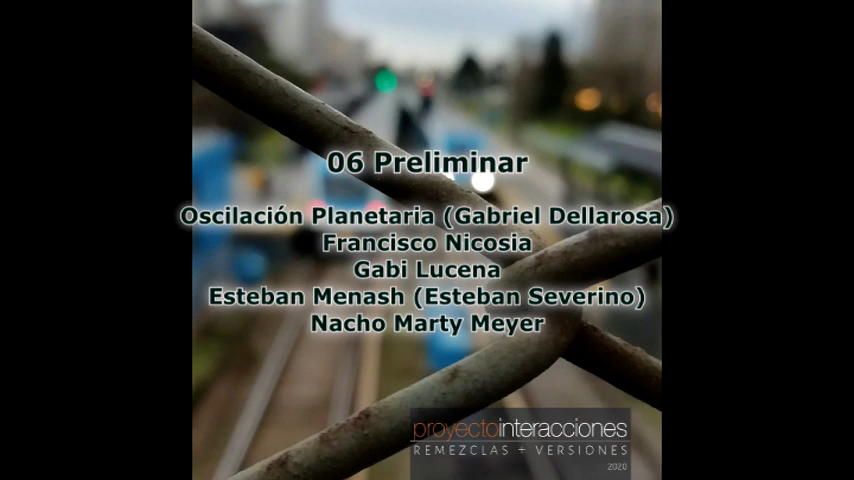 06 Preliminar
Oscilación Planetaria (Gabriel Dellarosa)
Francisco Nicosia
Gabi Lucena
Esteban Menash (Esteban Severino)
Nacho Marty Meyer
proyectointeracciones
REMEZCLAS + VERSIONES
2020